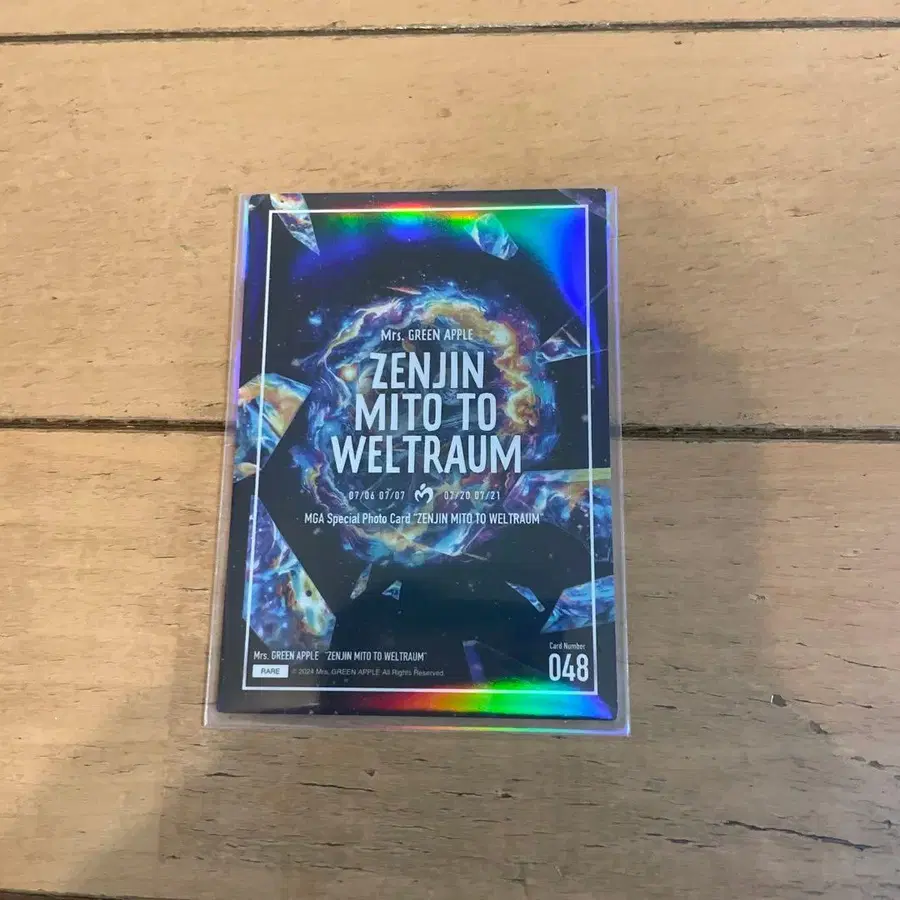 Mrs. GREEN APPLE
ZENJIN
MITO TO
WELTRAUM
07/06 07/07 07/20 07/21
MGA Special Photo Card "ZENJIN MITO TO WELTRAUM"
Mrs. GREEN APPLE "ZENJIN MITO TO WELTRAUM"
RARE © 2024 Mrs. GREEN APPLE All Rights Reserved.
Card Number
048